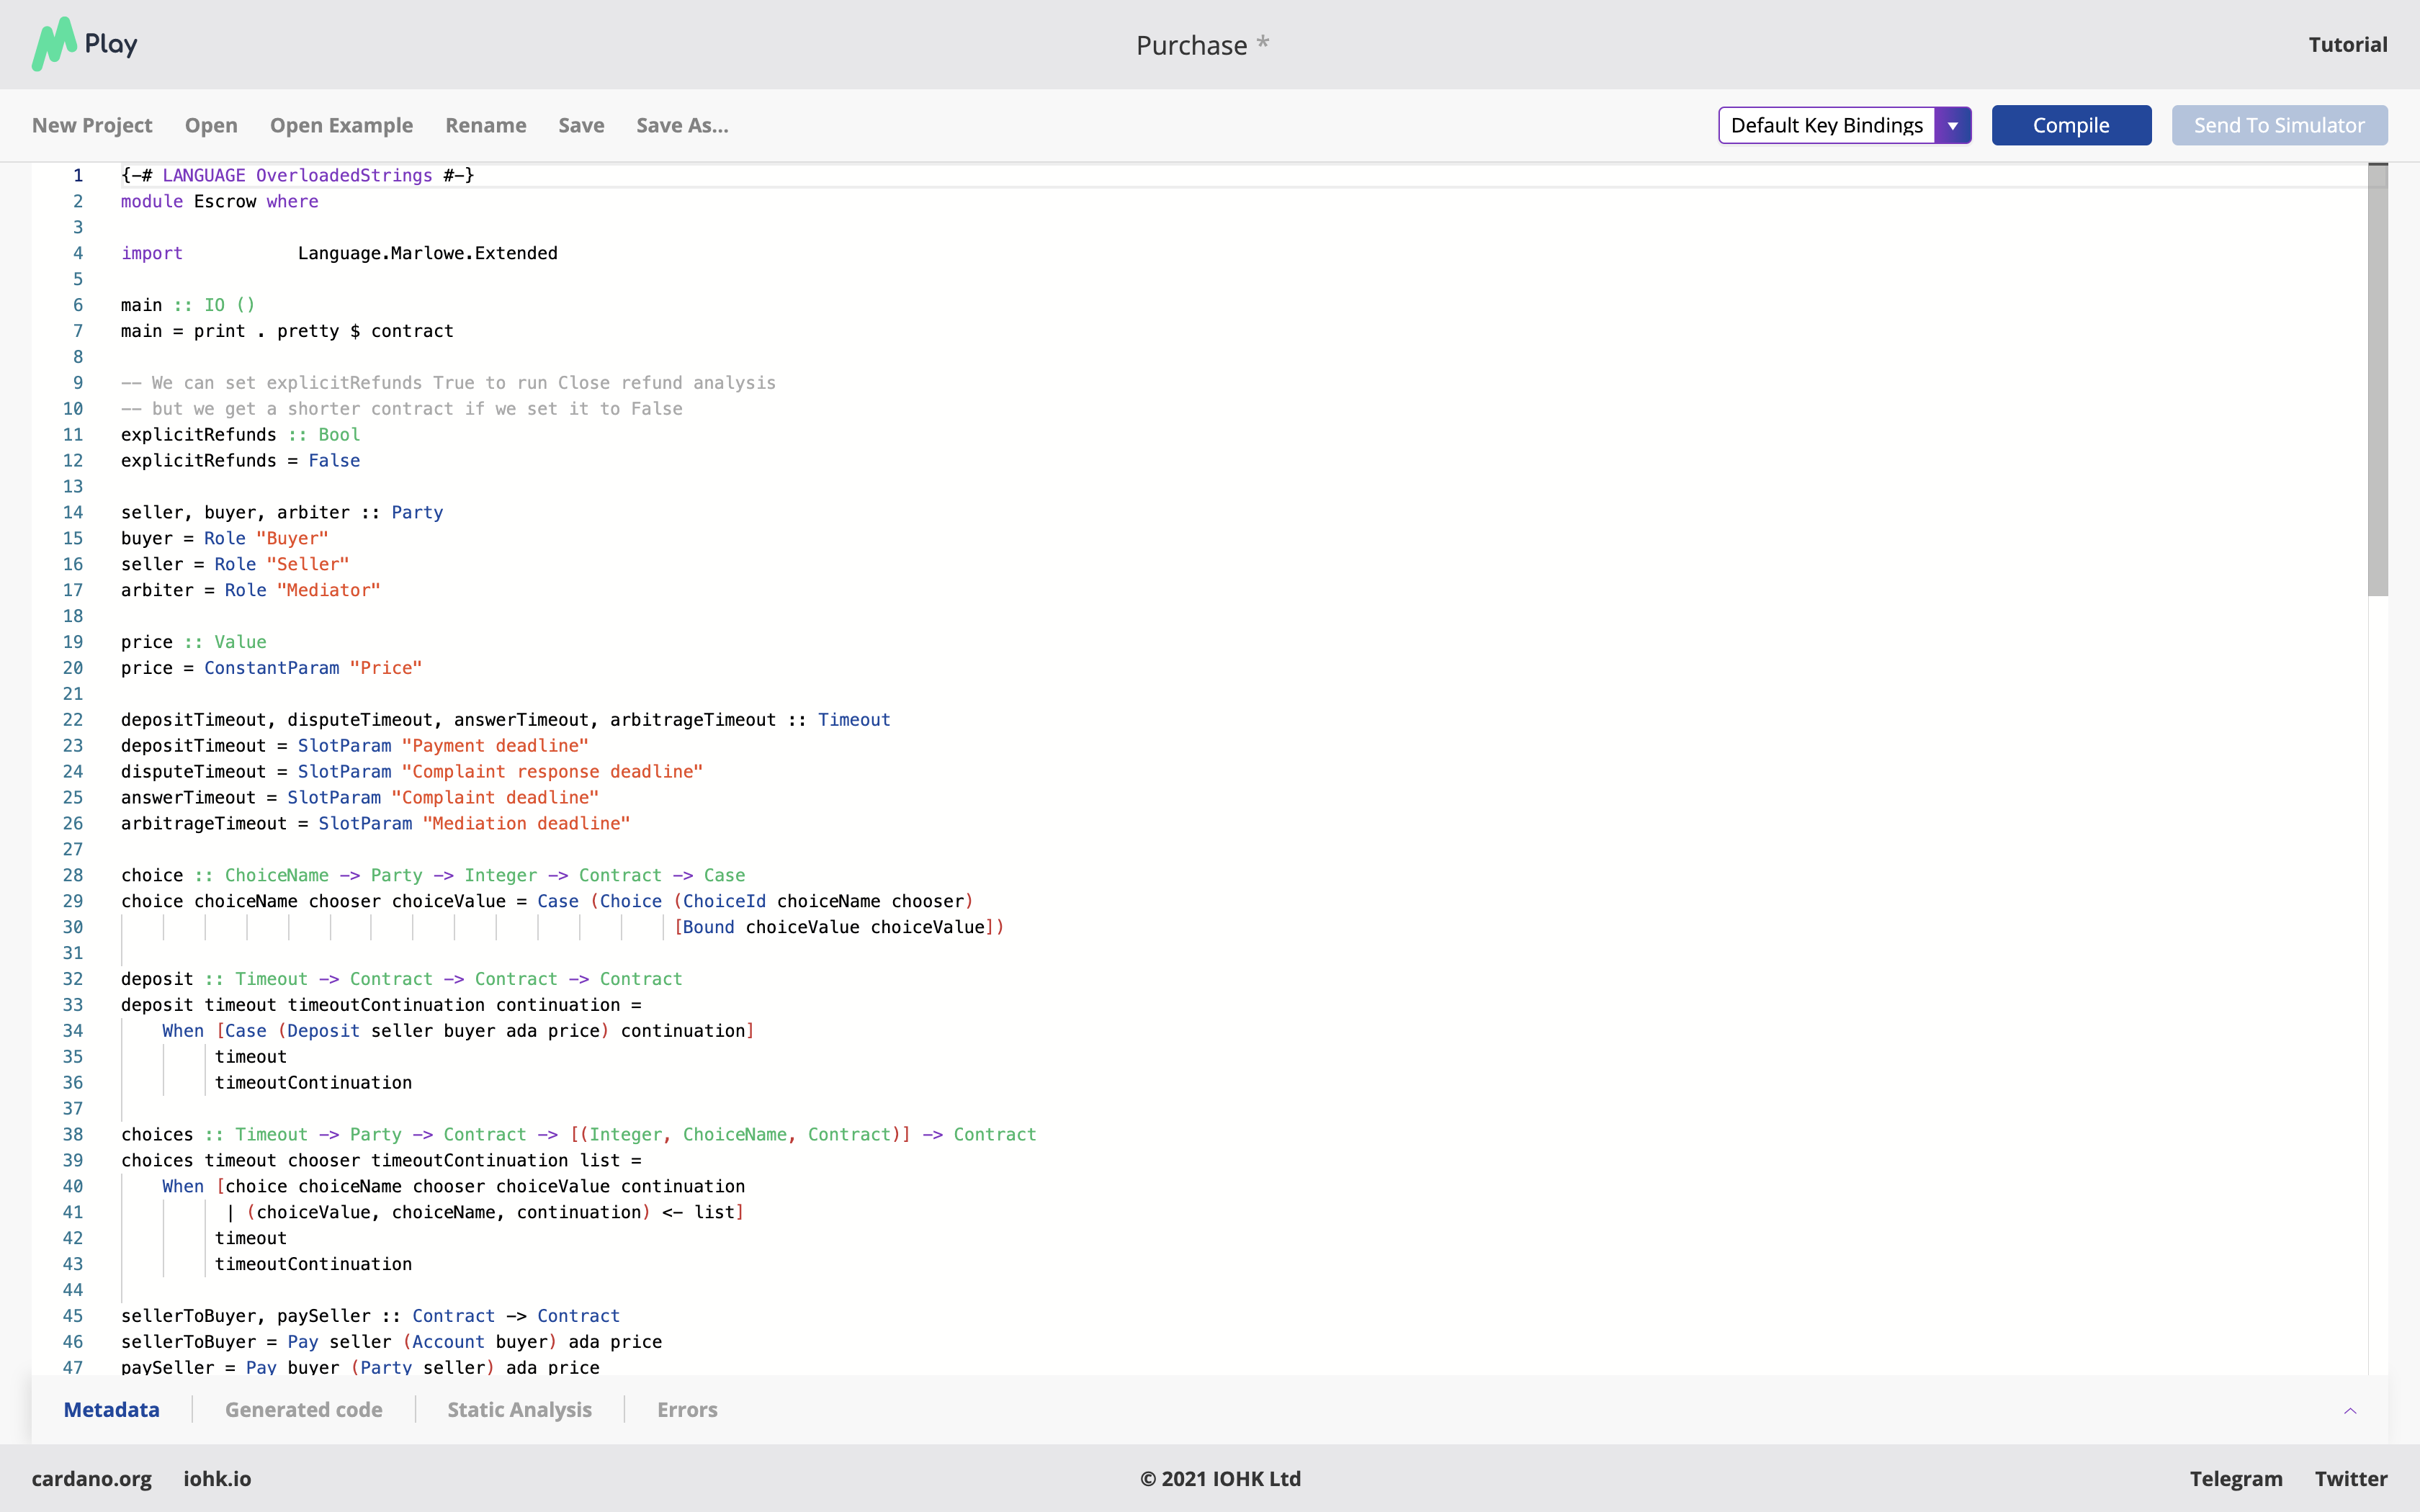 Play
Purchase *
Tutorial
New Project Open Open Example Rename Save Save As...
Default Key Bindings ▼ Compile Send To Simulator
1 {-# LANGUAGE OverloadedStrings #-}
2 module Escrow where
3
4 import           Language.Marlowe.Extended
5
6 main :: IO ()
7 main = print . pretty $ contract
8
9 -- We can set explicitRefunds True to run Close refund analysis
10 -- but we get a shorter contract if we set it to False
11 explicitRefunds :: Bool
12 explicitRefunds = False
13
14 seller, buyer, arbiter :: Party
15 buyer = Role "Buyer"
16 seller = Role "Seller"
17 arbiter = Role "Mediator"
18
19 price :: Value
20 price = ConstantParam "Price"
21
22 depositTimeout, disputeTimeout, answerTimeout, arbitrageTimeout :: Timeout
23 depositTimeout = SlotParam "Payment deadline"
24 disputeTimeout = SlotParam "Complaint response deadline"
25 answerTimeout = SlotParam "Complaint deadline"
26 arbitrageTimeout = SlotParam "Mediation deadline"
27
28 choice :: ChoiceName -> Party -> Integer -> Contract -> Case
29 choice choiceName chooser choiceValue = Case (Choice (ChoiceId choiceName chooser)
30                                                      [Bound choiceValue choiceValue])
31
32 deposit :: Timeout -> Contract -> Contract -> Contract
33 deposit timeout timeoutContinuation continuation =
34     When [Case (Deposit seller buyer ada price) continuation]
35          timeout
36          timeoutContinuation
37
38 choices :: Timeout -> Party -> Contract -> [(Integer, ChoiceName, Contract)] -> Contract
39 choices timeout chooser timeoutContinuation list =
40     When [choice choiceName chooser choiceValue continuation
41           | (choiceValue, choiceName, continuation) <- list]
42          timeout
43          timeoutContinuation
44
45 sellerToBuyer, paySeller :: Contract -> Contract
46 sellerToBuyer = Pay seller (Account buyer) ada price
47 paySeller = Pay buyer (Party seller) ada price
Metadata Generated code Static Analysis Errors
cardano.org iohk.io
© 2021 IOHK Ltd
Telegram Twitter